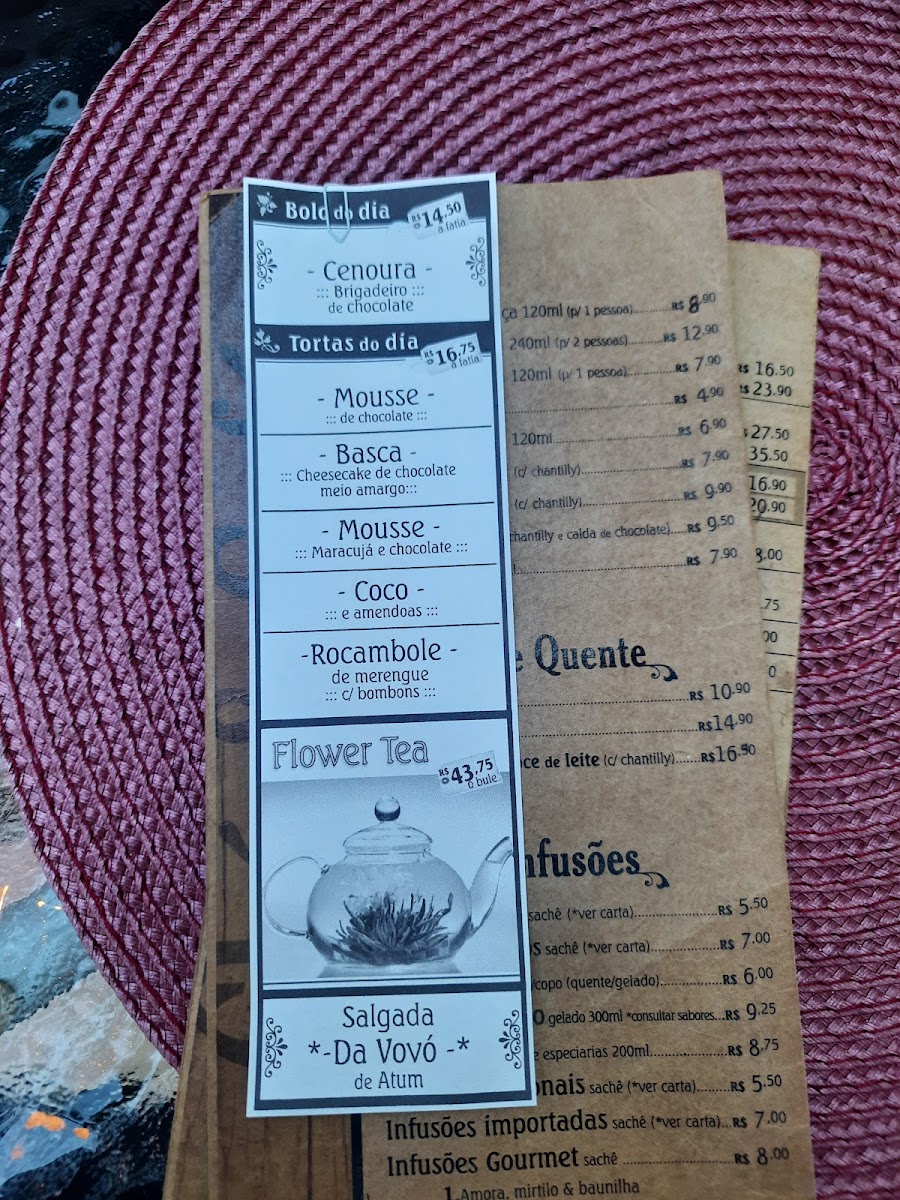 Bolo do dia
R$ 14,50
a fatia
- Cenoura -
::: Brigadeiro :::
de chocolate
Tortas do dia
R$ 16,75
a fatia
- Mousse -
::: de chocolate :::
- Basca -
::: Cheesecake de chocolate
meio amargo:::
- Mousse -
::: Maracujá e chocolate :::
- Coco -
::: e amendoas :::
-Rocambole -
de merengue
::: c/ bombons :::
Flower Tea
R$ 43,75
o bule
Salgada
*-Da Vovó -*
de Atum
ça 120ml (p/ 1 pessoa)............R$ 8,90
240ml (p/ 2 pessoas)............R$ 12,90
120ml (p/ 1 pessoa)............R$ 7,90
R$ 4,90
120ml............R$ 6,90
(c/ chantilly)............R$ 7,90
(c/ chantilly)............R$ 9,90
chantilly e calda de chocolate)....R$ 9,50
R$ 7,90
e Quente
R$ 10,90
R$14,90
ce de leite (c/ chantilly).......R$16,90
nfusões
sachê (*ver carta)............R$ 5,50
s sachê (*ver carta)............R$ 7,00
/copo (quente/gelado)............R$ 6,00
o gelado 300ml *consultar sabores...R$ 9,25
e especiarias 200ml............R$ 8,75
onais sachê (*ver carta).........R$ 5,50
Infusões importadas sachê (*ver carta)...R$ 7,00
Infusões Gourmet sachê ............R$ 8,00
1.Amora, mirtilo & baunilha
R$ 16,50
R$ 23,90
27,50
35,50
16,90
20,90
8,00
,75
00
0